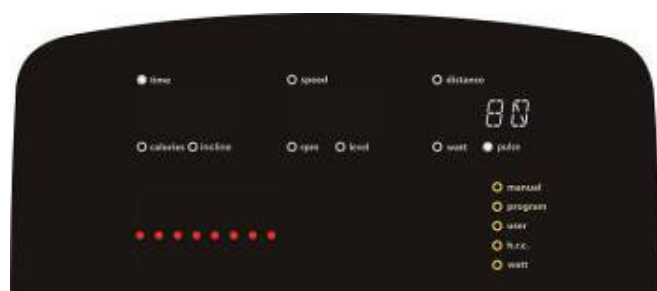 time speed distance
80
calories incline rpm level watt pulse
manual
program
user
h.r.c.
watt